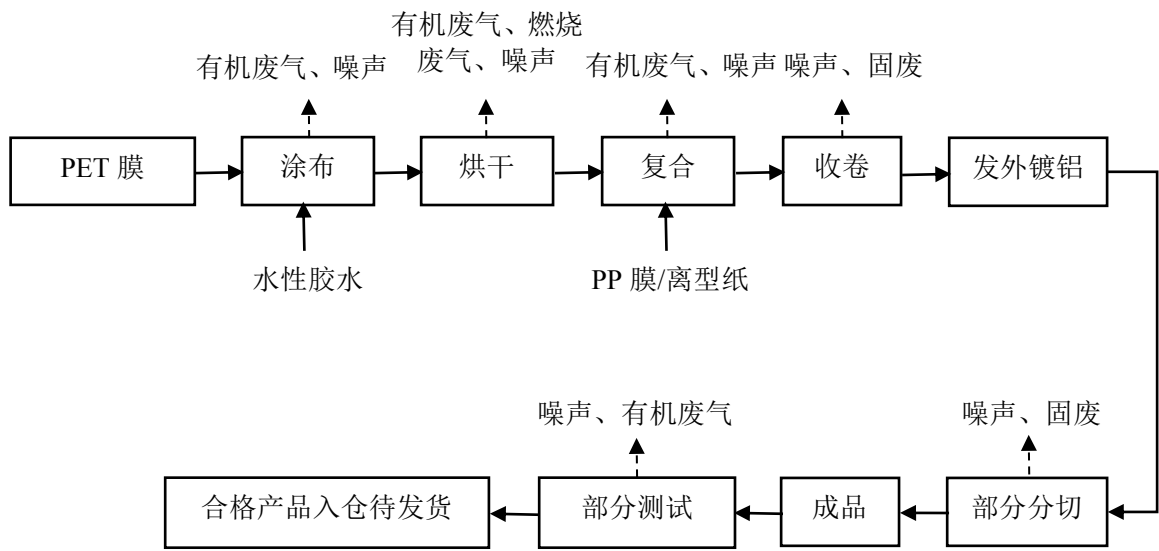 有机废气、燃烧
废气、噪声
有机废气、噪声
有机废气、噪声
噪声、固废
PET 膜
涂布
烘干
复合
收卷
发外镀铝
水性胶水
PP 膜/离型纸
噪声、有机废气
噪声、固废
合格产品入仓待发货
部分测试
成品
部分分切